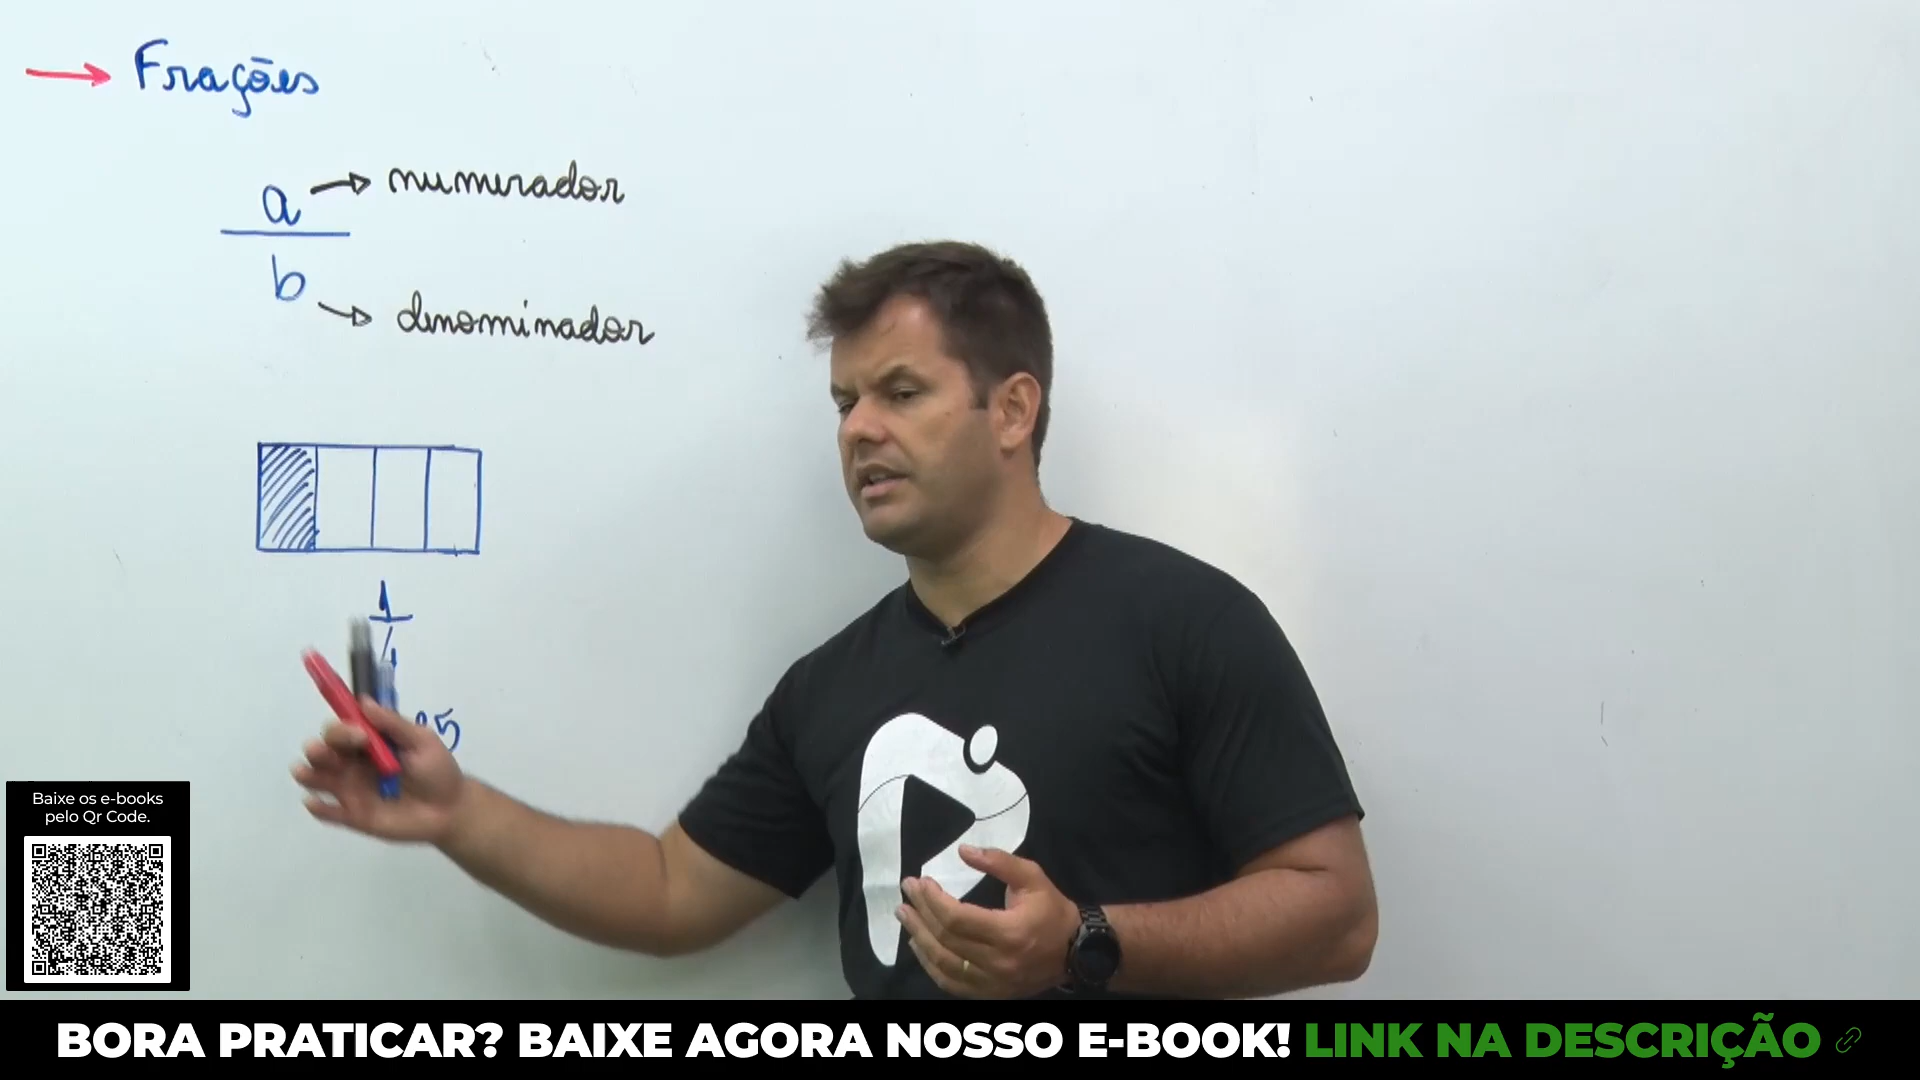 Frações
a numerador
b denominador
1
4
25
Baixe os e-books
pelo Qr Code.
BORA PRATICAR? BAIXE AGORA NOSSO E-BOOK! LINK NA DESCRIÇÃO